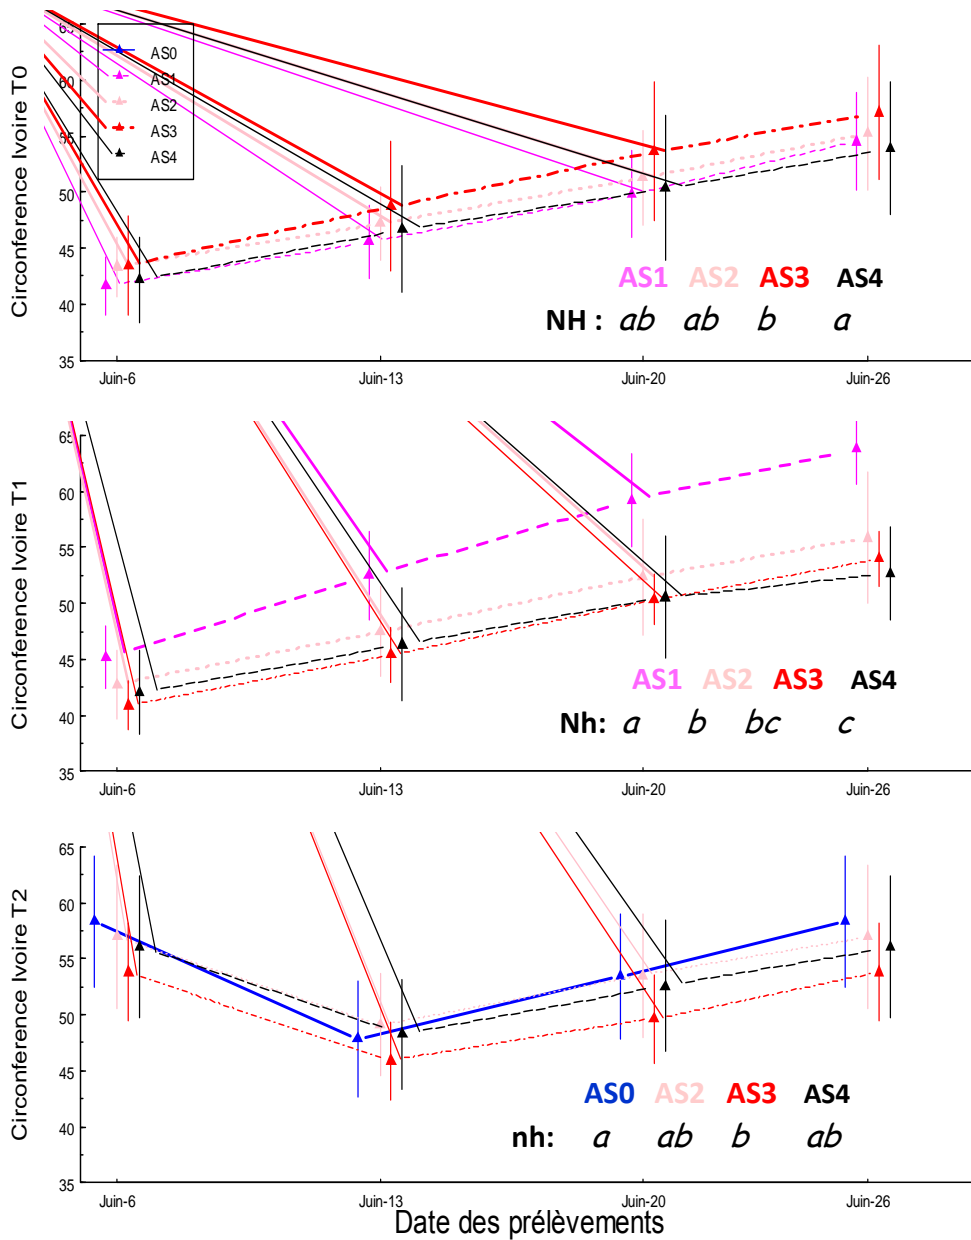 Circonference Ivoire T0
65
60
55
50
45
40
35
AS0
AS1
AS2
AS3
AS4
AS1 AS2 AS3 AS4
NH : ab ab b a
Juin-6 Juin-13 Juin-20 Juin-26
Circonference Ivoire T1
65
60
55
50
45
40
35
AS1 AS2 AS3 AS4
Nh: a b bc c
Juin-6 Juin-13 Juin-20 Juin-26
Circonference Ivoire T2
65
60
55
50
45
40
35
AS0 AS2 AS3 AS4
nh: a ab b ab
Juin-6 Juin-13 Juin-20 Juin-26
Date des prélèvements